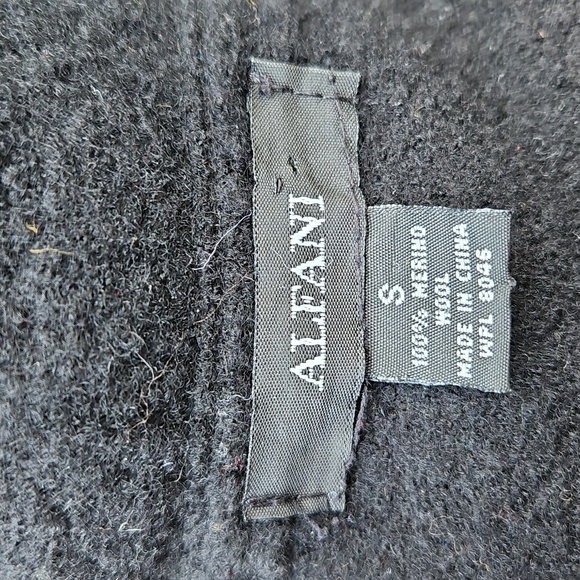 ALFANI
S
100% MERINO
WOOL
MADE IN CHINA
WPL 8046